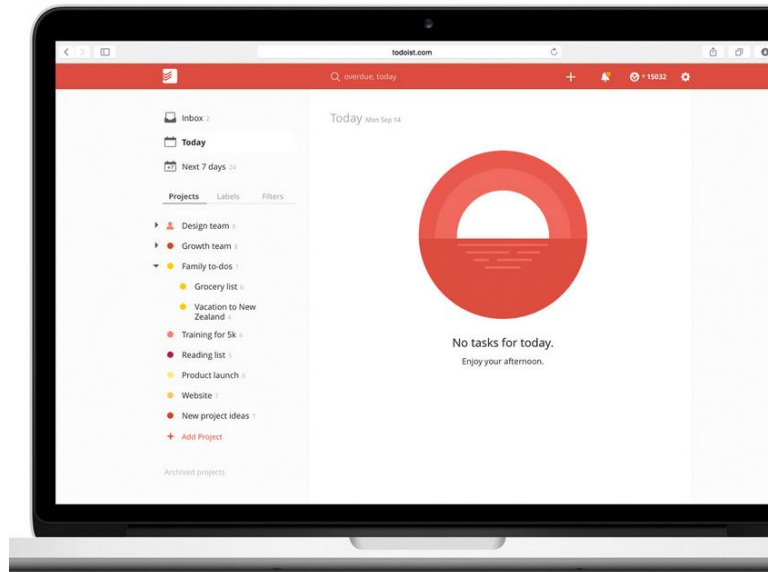 todoist.com
overdue, today
15032
Inbox 2
Today
Next 7 days 24
Projects Labels Filters
Design team
Growth team
Family to-dos
Grocery list
Vacation to New
Zealand 4
Training for 5k 4
Reading list
Product launch
Website
New project ideas
+ Add Project
Archived projects
Today Mon Sep 14
No tasks for today.
Enjoy your afternoon.